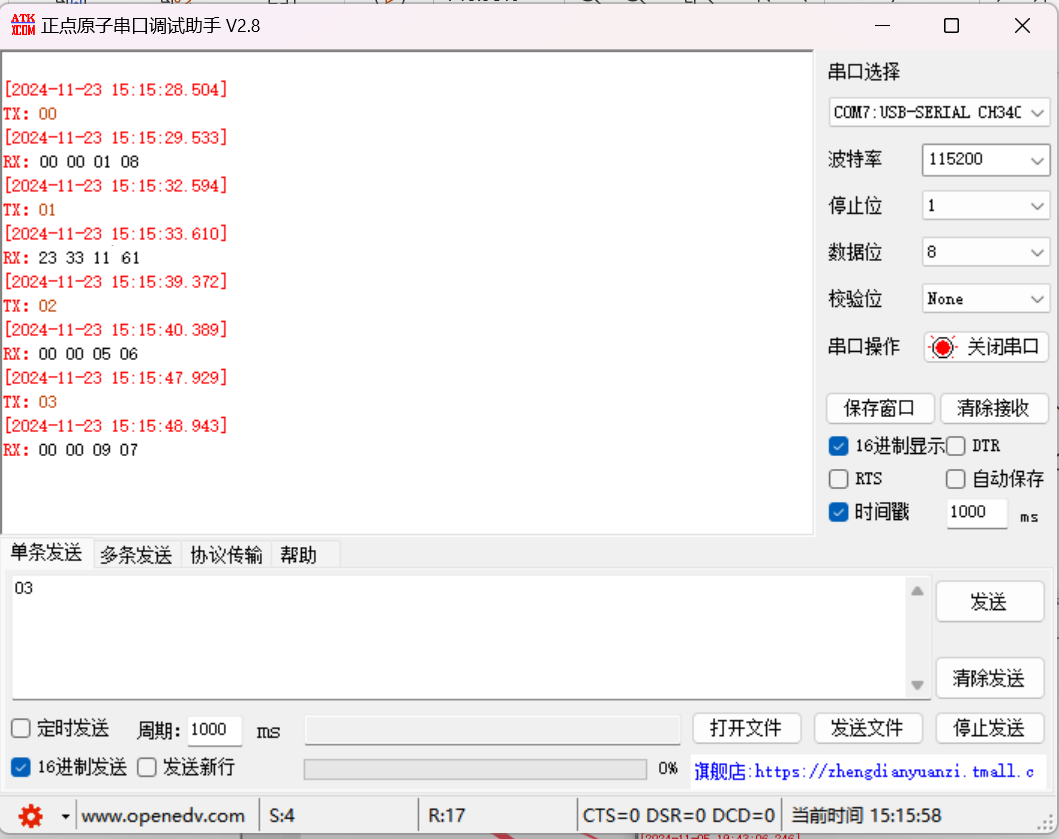 ATK
XCOM 正点原子串口调试助手 V2.8
[2024-11-23 15:15:28.504]
TX: 00
[2024-11-23 15:15:29.533]
RX: 00 00 01 08
[2024-11-23 15:15:32.594]
TX: 01
[2024-11-23 15:15:33.610]
RX: 23 33 11 61
[2024-11-23 15:15:39.372]
TX: 02
[2024-11-23 15:15:40.389]
RX: 00 00 05 06
[2024-11-23 15:15:47.929]
TX: 03
[2024-11-23 15:15:48.943]
RX: 00 00 09 07
串口选择
COM7:USB-SERIAL CH340
波特率 115200
停止位 1
数据位 8
校验位 None
串口操作 关闭串口
保存窗口 清除接收
16进制显示 DTR
RTS 自动保存
时间戳 1000 ms
单条发送 多条发送 协议传输 帮助
03
发送
清除发送
定时发送 周期: 1000 ms 打开文件 发送文件 停止发送
16进制发送 发送新行 0% 旗舰店:https://zhengdianyuanzi.tmall.c
www.openedv.com S:4 R:17 CTS=0 DSR=0 DCD=0 当前时间 15:15:58